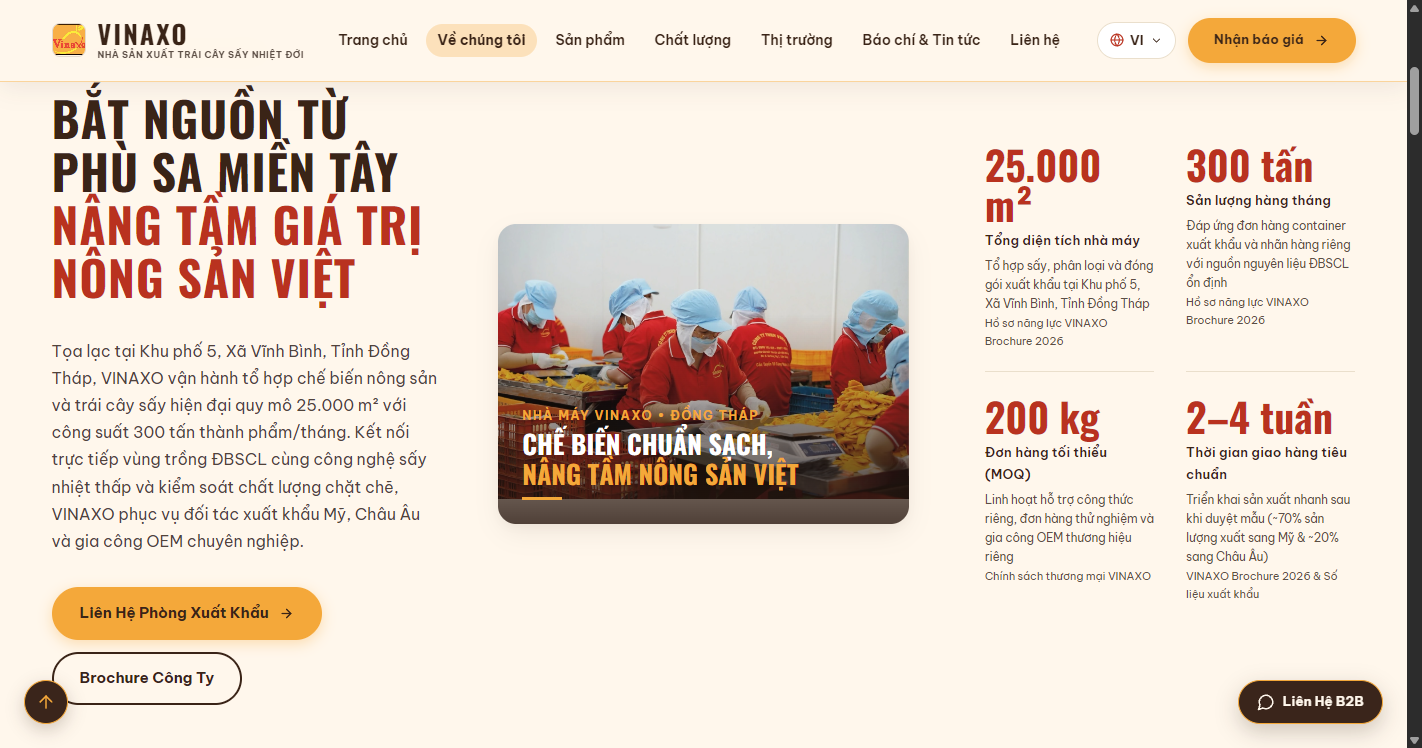 VINAXO
NHÀ SẢN XUẤT TRÁI CÂY SẤY NHIỆT ĐỚI
Trang chủ
Về chúng tôi
Sản phẩm
Chất lượng
Thị trường
Báo chí & Tin tức
Liên hệ
VI
Nhận báo giá
BẮT NGUỒN TỪ
PHÙ SA MIỀN TÂY
NÂNG TẦM GIÁ TRỊ
NÔNG SẢN VIỆT
Tọa lạc tại Khu phố 5, Xã Vĩnh Bình, Tỉnh Đồng
Tháp, VINAXO vận hành tổ hợp chế biến nông sản
và trái cây sấy hiện đại quy mô 25.000 m² với
công suất 300 tấn thành phẩm/tháng. Kết nối
trực tiếp vùng trồng ĐBSCL cùng công nghệ sấy
nhiệt thấp và kiểm soát chất lượng chặt chẽ,
VINAXO phục vụ đối tác xuất khẩu Mỹ, Châu Âu
và gia công OEM chuyên nghiệp.
Liên Hệ Phòng Xuất Khẩu
Brochure Công Ty
NHÀ MÁY VINAXO • ĐỒNG THÁP
CHẾ BIẾN CHUẨN SẠCH,
NÂNG TẦM NÔNG SẢN VIỆT
25.000
m²
Tổng diện tích nhà máy
Tổ hợp sấy, phân loại và đóng
gói xuất khẩu tại Khu phố 5,
Xã Vĩnh Bình, Tỉnh Đồng Tháp
Hồ sơ năng lực VINAXO
Brochure 2026
300 tấn
Sản lượng hàng tháng
Đáp ứng đơn hàng container
xuất khẩu và nhãn hàng riêng
với nguồn nguyên liệu ĐBSCL
ổn định
Hồ sơ năng lực VINAXO
Brochure 2026
200 kg
Đơn hàng tối thiểu
(MOQ)
Linh hoạt hỗ trợ công thức
riêng, đơn hàng thử nghiệm và
gia công OEM thương hiệu
riêng
Chính sách thương mại VINAXO
2–4 tuần
Thời gian giao hàng tiêu
chuẩn
Triển khai sản xuất nhanh sau
khi duyệt mẫu (~70% sản
lượng xuất sang Mỹ & ~20%
sang Châu Âu)
VINAXO Brochure 2026 & Số
liệu xuất khẩu
Liên Hệ B2B